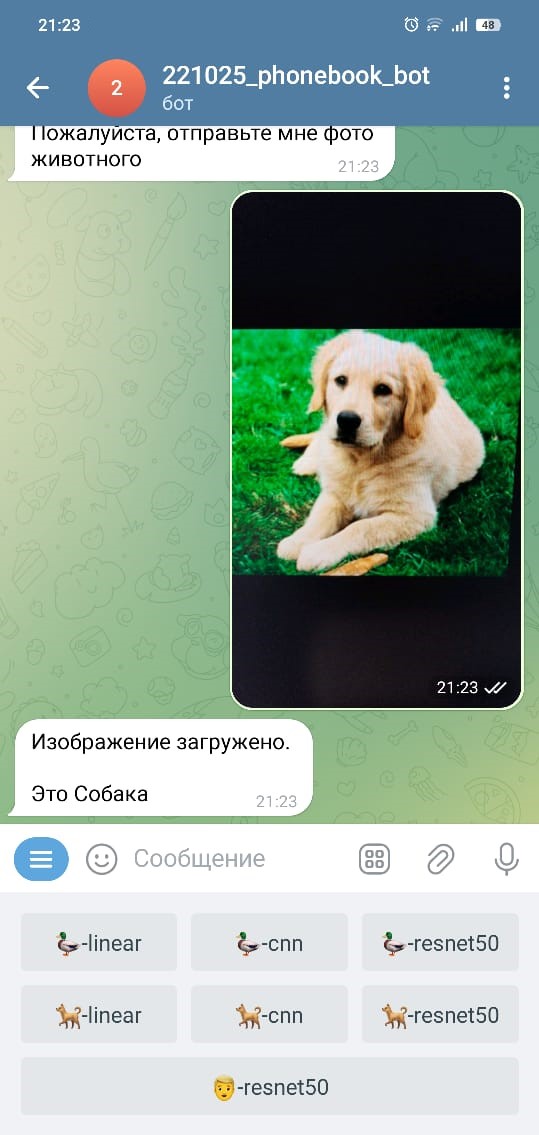 21:23
48
2
221025_phonebook_bot
бот
Пожалуйста, отправьте мне фото
животного
21:23
21:23
Изображение загружено.
Это Собака
21:23
Сообщение
-linear
-cnn
-resnet50
-linear
-cnn
-resnet50
-resnet50